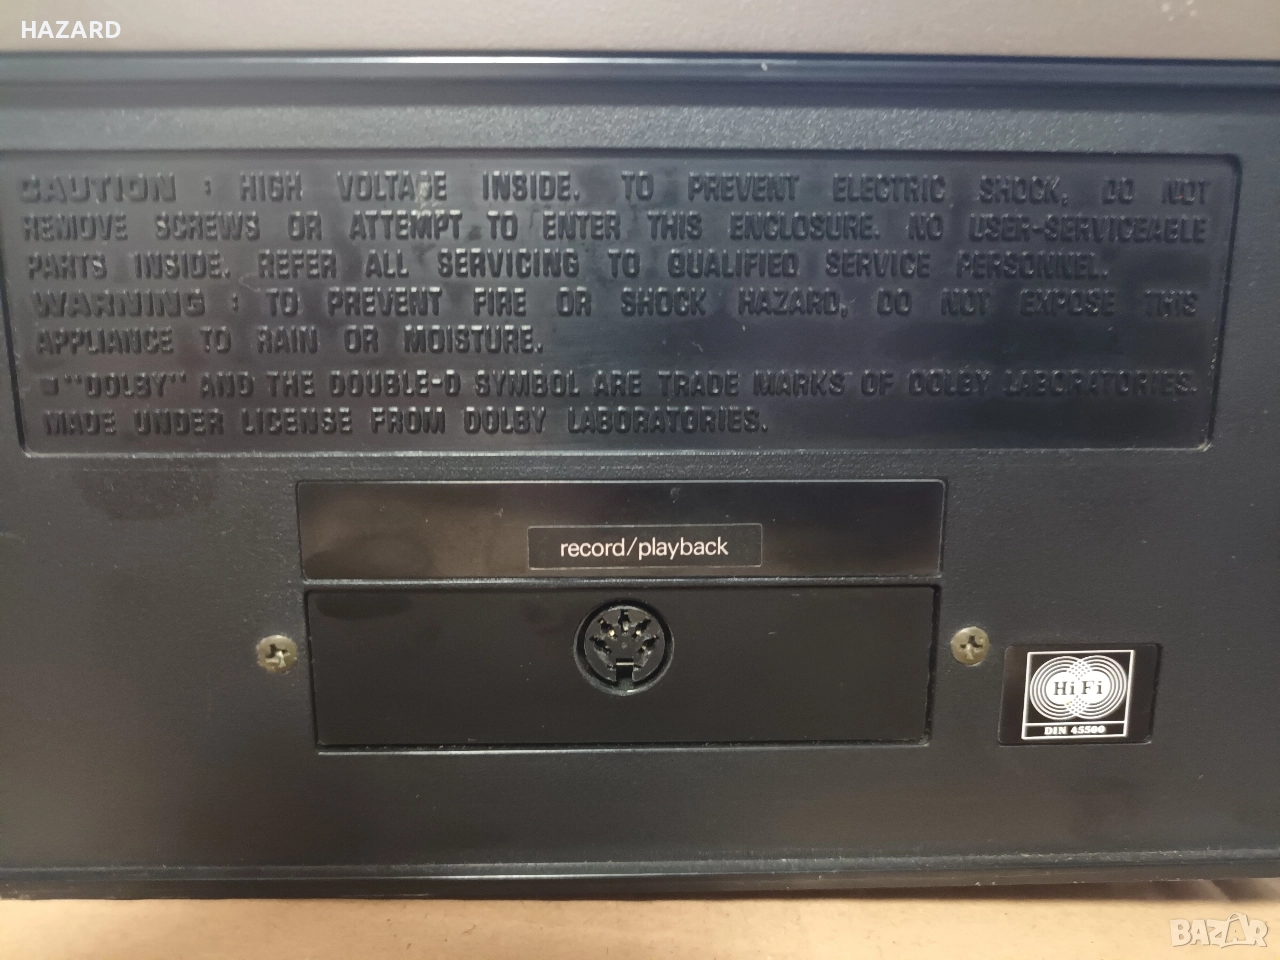 HAZARD
CAUTION : HIGH VOLTAGE INSIDE. TO PREVENT ELECTRIC SHOCK, DO NOT
REMOVE SCREWS OR ATTEMPT TO ENTER THIS ENCLOSURE. NO USER-SERVICEABLE
PARTS INSIDE. REFER ALL SERVICING TO QUALIFIED SERVICE PERSONNEL.
WARNING : TO PREVENT FIRE OR SHOCK HAZARD, DO NOT EXPOSE THIS
APPLIANCE TO RAIN OR MOISTURE.
■ "DOLBY" AND THE DOUBLE-D SYMBOL ARE TRADE MARKS OF DOLBY LABORATORIES.
MADE UNDER LICENSE FROM DOLBY LABORATORIES.
record/playback
Hi Fi
DIN 45500
BAZAR